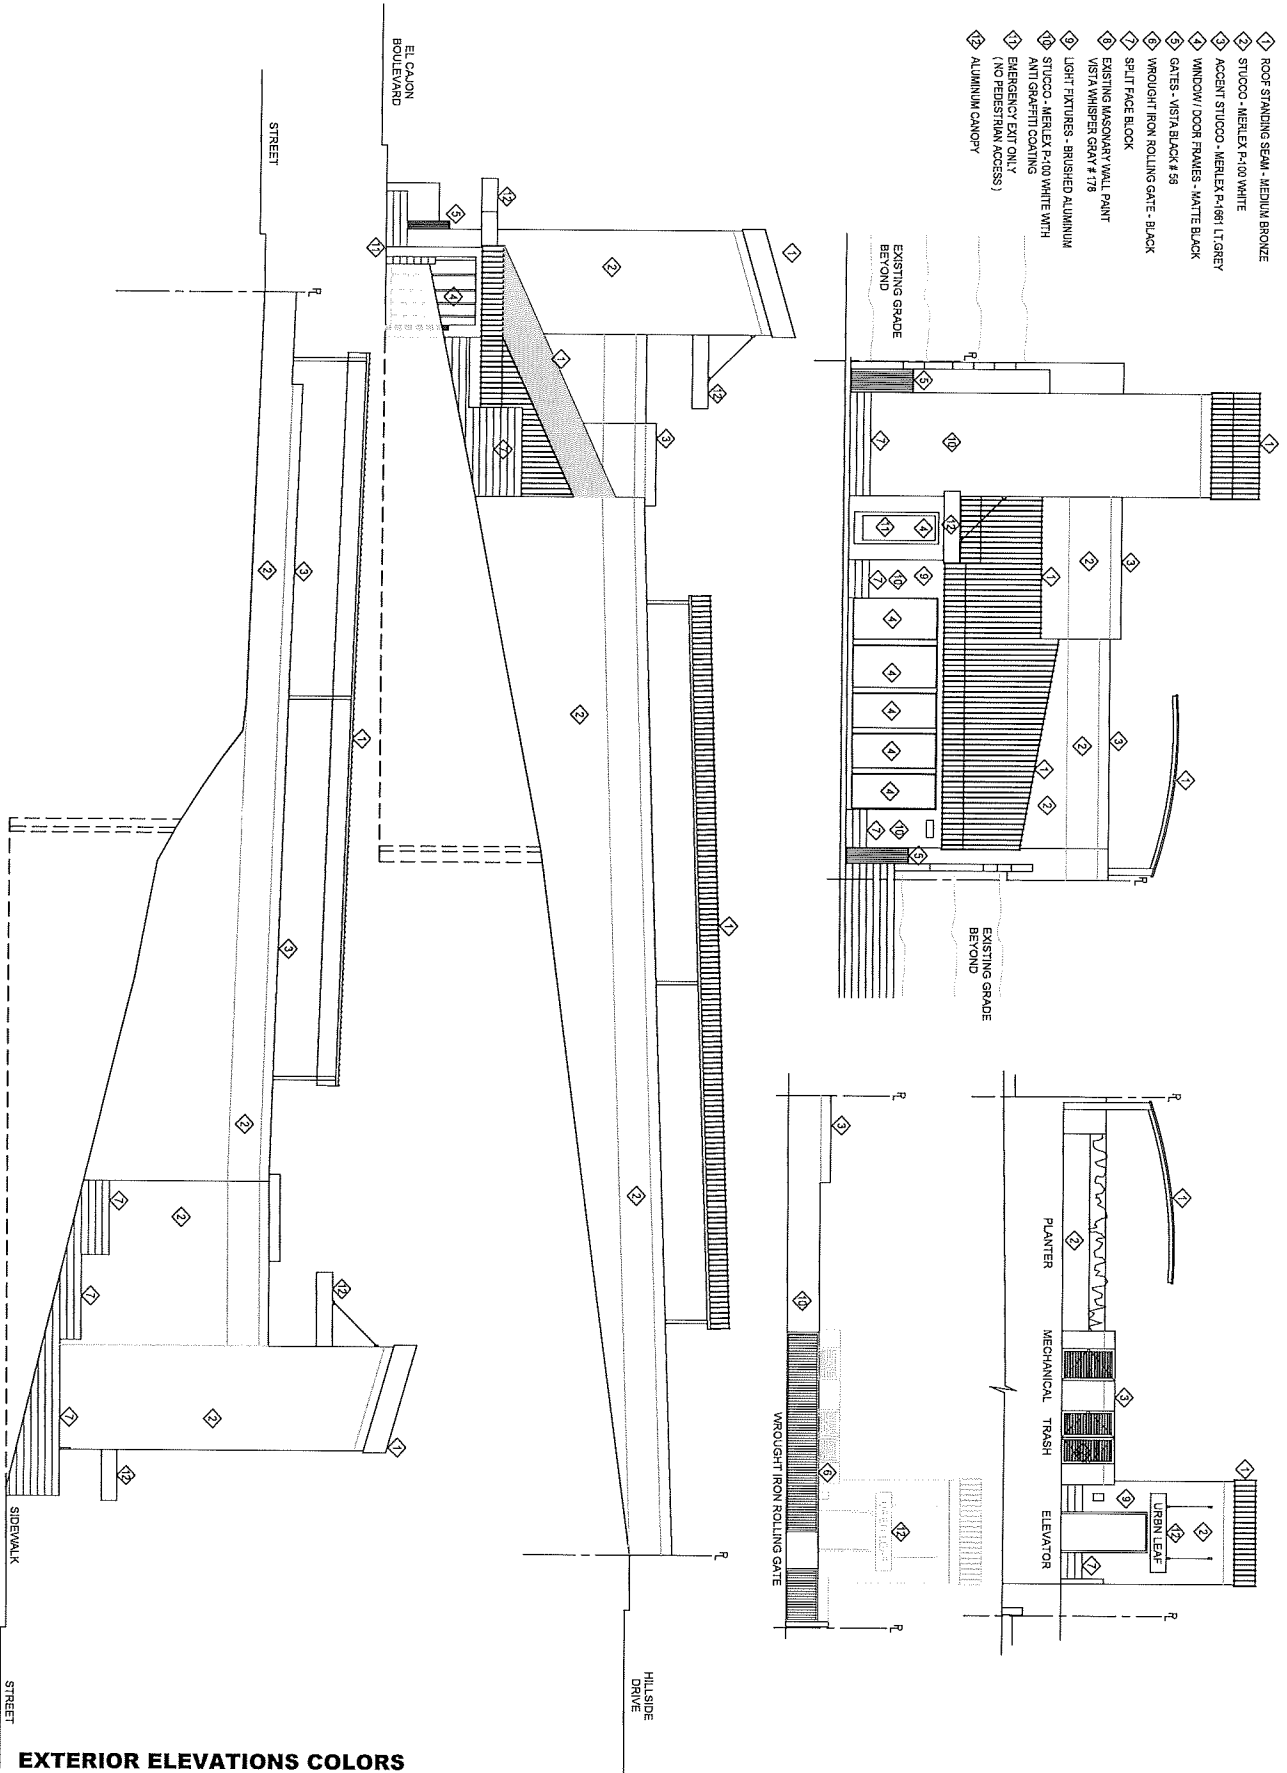 1 ROOF STANDING SEAM - MEDIUM BRONZE
2 STUCCO - MERLEX P-100 WHITE
3 ACCENT STUCCO - MERLEX P-1661 LT.GREY
4 WINDOW / DOOR FRAMES - MATTE BLACK
5 GATES - VISTA BLACK # 56
6 WROUGHT IRON ROLLING GATE - BLACK
7 SPLIT FACE BLOCK
8 EXISTING MASONARY WALL PAINT
VISTA WHISPER GRAY # 178
9 LIGHT FIXTURES - BRUSHED ALUMINUM
10 STUCCO - MERLEX P-100 WHITE WITH
ANTI GRAFFITI COATING
11 EMERGENCY EXIT ONLY
( NO PEDESTRIAN ACCESS )
12 ALUMINUM CANOPY
EXISTING GRADE
BEYOND
EXISTING GRADE
BEYOND
PLANTER
MECHANICAL
TRASH
ELEVATOR
URBN LEAF
WROUGHT IRON ROLLING GATE
EL CAJON
BOULEVARD
HILLSIDE
DRIVE
STREET
SIDEWALK
STREET
EXTERIOR ELEVATIONS COLORS